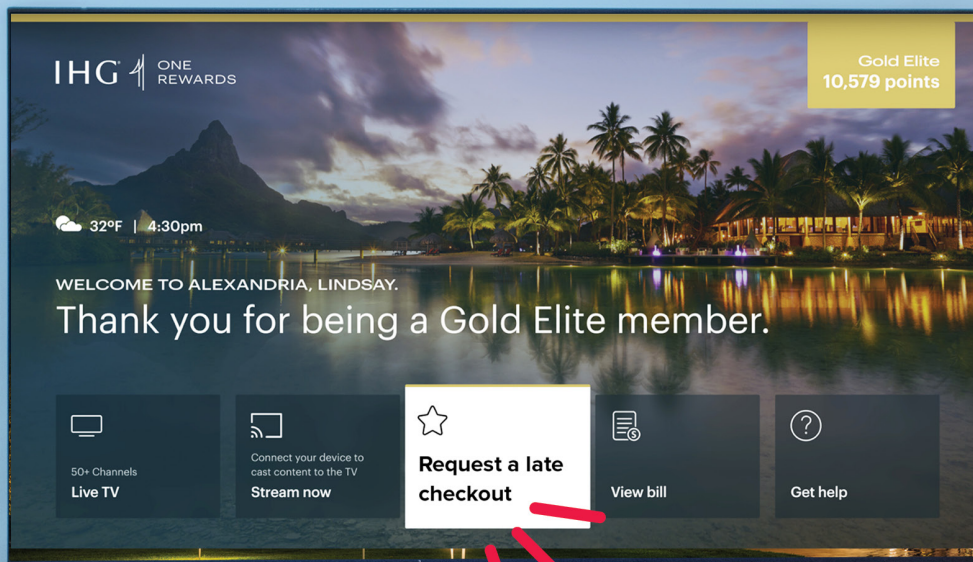 IHG ONE
REWARDS
Gold Elite
10,579 points
32ºF | 4:30pm
WELCOME TO ALEXANDRIA, LINDSAY.
Thank you for being a Gold Elite member.
50+ Channels
Live TV
Connect your device to
cast content to the TV
Stream now
Request a late
checkout
View bill
Get help